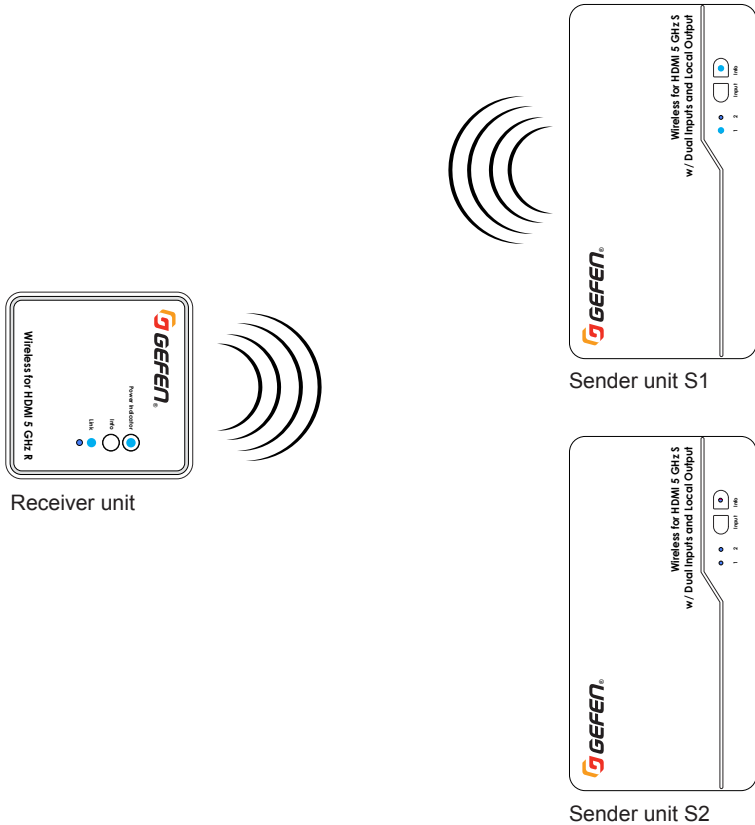 Wireless for HDMI 5 GHz S
w/ Dual Inputs and Local Output
Input Info
1 2
GEFEN®
Sender unit S1
GEFEN®
Wireless for HDMI 5 GHz R
Power Indicator
Info
Link
Receiver unit
Wireless for HDMI 5 GHz S
w/ Dual Inputs and Local Output
Input Info
1 2
GEFEN®
Sender unit S2